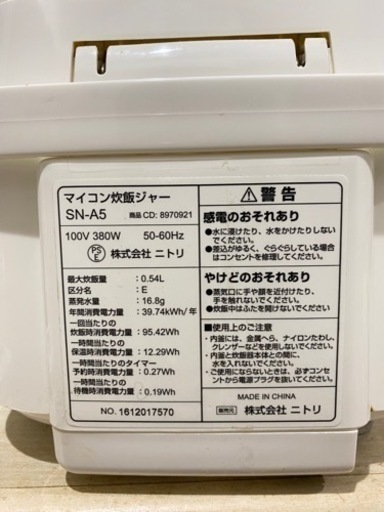 マイコン炊飯ジャー
SN-A5 商品CD: 8970921
100V 380W 50-60Hz
PSE 株式会社 ニトリ
最大炊飯量 : 0.54L
区分名 : E
蒸発水量 : 16.8g
年間消費電力量 : 39.74kWh/年
一回当たりの
炊飯時消費電力量 : 95.42Wh
一時間当たりの
保温時消費電力量 : 12.29Wh
一時間当たりのタイマー
予約時消費電力量 : 0.27Wh
一時間当たりの
待機時消費電力量 : 0.19Wh
NO. 1612017570
⚠警告
感電のおそれあり
●水に浸けたり、水をかけたりしない
でください。
●差込がゆるく、ぐらぐらしている場合
はコンセントを修理してください。
やけどのおそれあり
●蒸気口に手や顔を近付けたり、
手を触れないでください。
●炊飯中はふたを開けないでください。
■使用上のご注意
・内釜には、金属へら、ナイロンたわし、
クレンザーなどを使用しないでください。
・内釜と炊飯器本体との間に、
水を入れないでください。
・ご使用にならないときは、必ずコンセ
ントから電源プラグを抜いてください。
MADE IN CHINA
販売元 株式会社 ニトリ